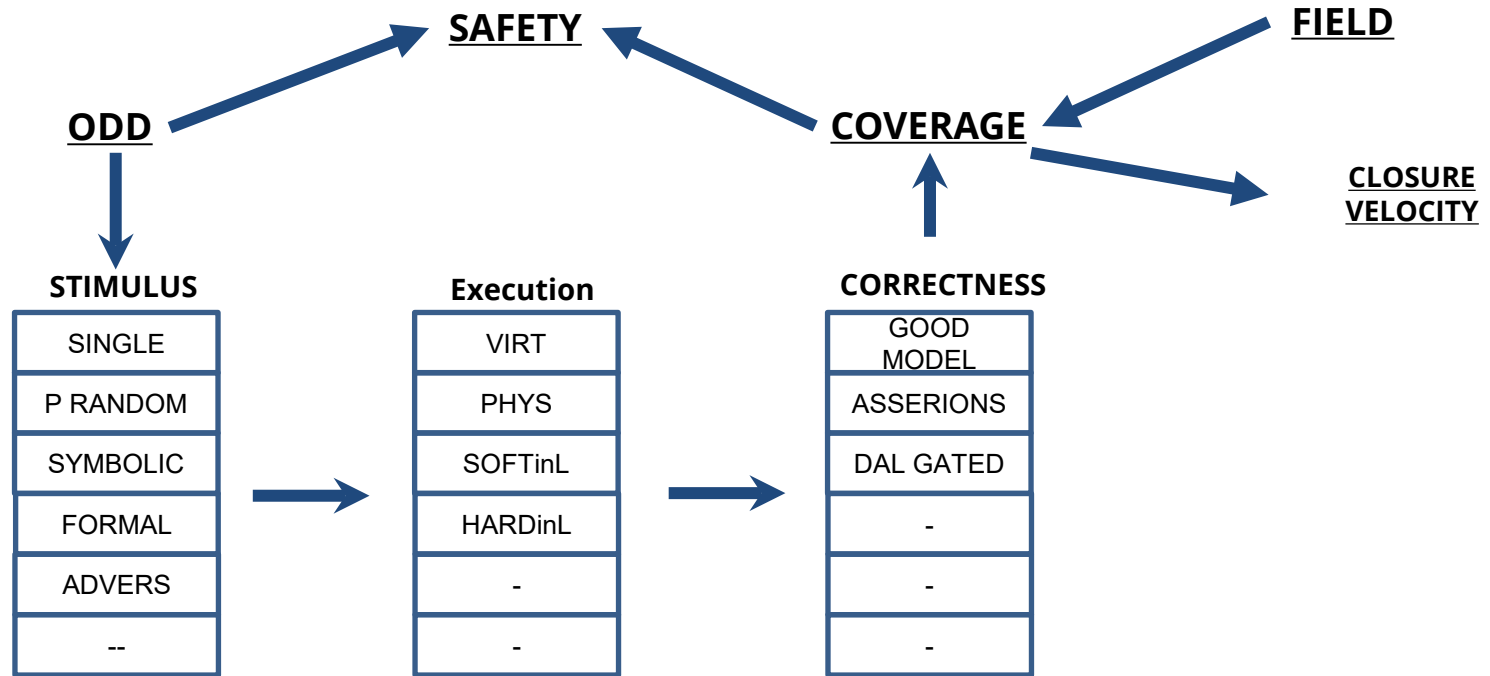 SAFETY
FIELD
ODD
COVERAGE
CLOSURE
VELOCITY
STIMULUS
SINGLE
P RANDOM
SYMBOLIC
FORMAL
ADVERS
--
Execution
VIRT
PHYS
SOFTinL
HARDinL
-
-
CORRECTNESS
GOOD
MODEL
ASSERIONS
DAL GATED
-
-
-